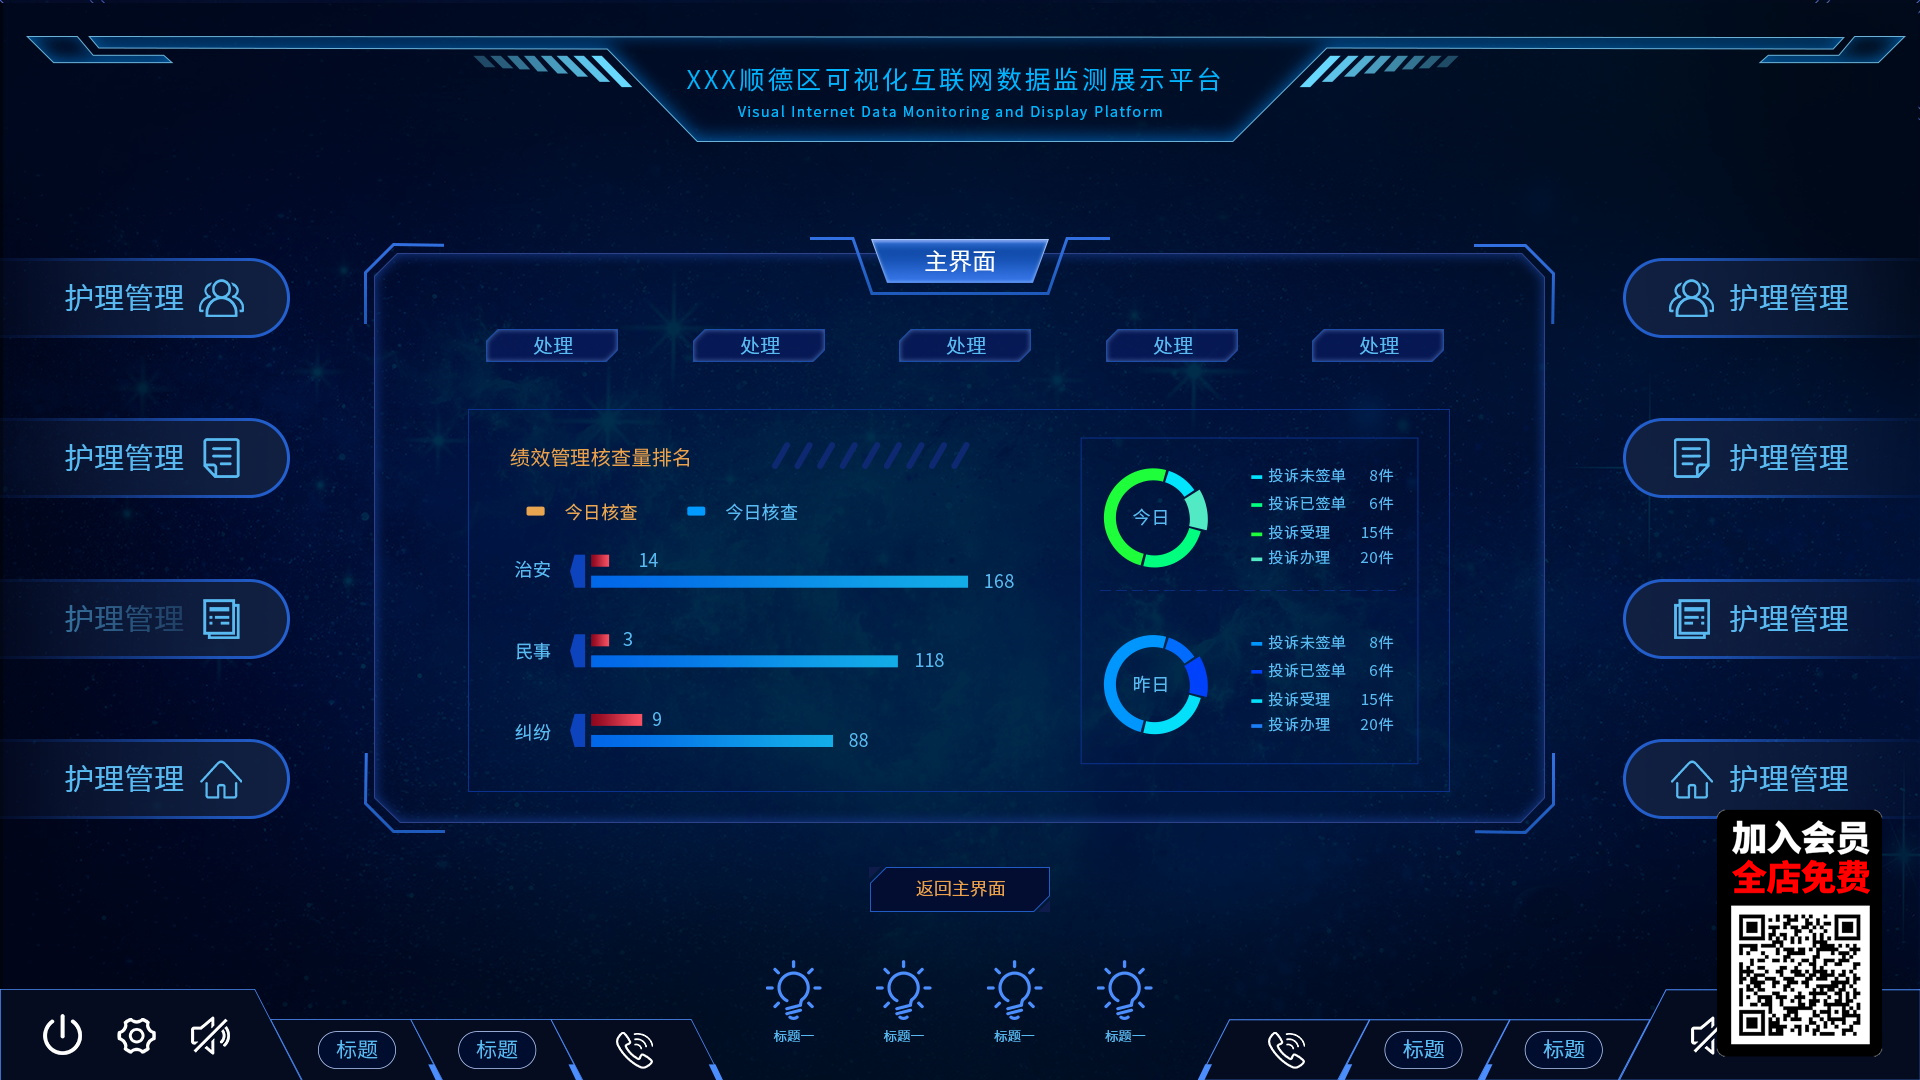 XXX顺德区可视化互联网数据监测展示平台
Visual Internet Data Monitoring and Display Platform
主界面
护理管理
护理管理
护理管理
护理管理
处理
处理
处理
处理
处理
绩效管理核查量排名
今日核查
今日核查
治安
14
168
民事
3
118
纠纷
9
88
今日
投诉未签单 8件
投诉已签单 6件
投诉受理 15件
投诉办理 20件
昨日
投诉未签单 8件
投诉已签单 6件
投诉受理 15件
投诉办理 20件
护理管理
护理管理
护理管理
护理管理
加入会员
全店免费
返回主界面
标题一
标题一
标题一
标题一
标题
标题
标题
标题